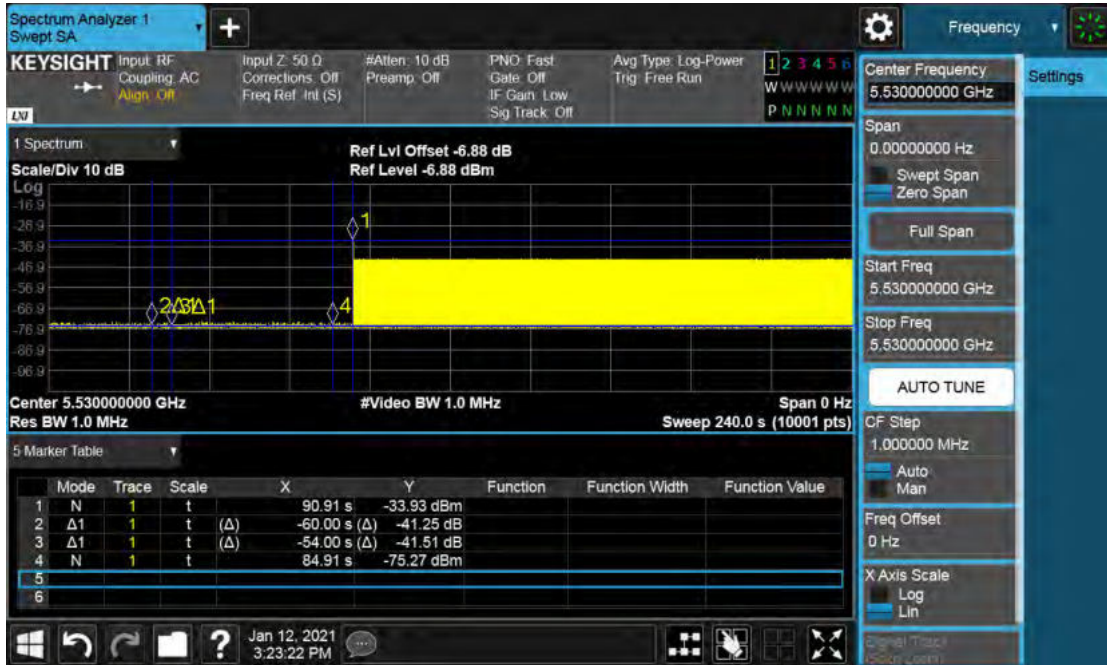 Spectrum Analyzer 1
Swept SA
Frequency
KEYSIGHT
Input: RF
Coupling: AC
Align: Off
Input Z: 50 Ω
Corrections: Off
Freq Ref: Int (S)
#Atten: 10 dB
Preamp: Off
PNO: Fast
Gate: Off
IF Gain: Low
Sig Track: Off
Avg Type: Log-Power
Trig: Free Run
1 2 3 4 5 6
W W W W W W
P N N N N N
LXI
Center Frequency
5.530000000 GHz
Settings
Span
0.00000000 Hz
Swept Span
Zero Span
Full Span
Start Freq
5.530000000 GHz
Stop Freq
5.530000000 GHz
AUTO TUNE
CF Step
1.000000 MHz
Auto
Man
Freq Offset
0 Hz
X Axis Scale
Log
Lin
Signal Track
(Span Zoom)
1 Spectrum
Scale/Div 10 dB
Ref Lvl Offset -6.88 dB
Ref Level -6.88 dBm
Log
-16.9
-26.9
-36.9
-46.9
-56.9
-66.9
-76.9
-86.9
-96.9
1
2Δ1
3Δ1
4
Center 5.530000000 GHz
#Video BW 1.0 MHz
Span 0 Hz
Res BW 1.0 MHz
Sweep 240.0 s (10001 pts)
5 Marker Table
Mode Trace Scale X Y Function Function Width Function Value
1 N 1 t 90.91 s -33.93 dBm
2 Δ1 1 t (Δ) -60.00 s (Δ) -41.25 dB
3 Δ1 1 t (Δ) -54.00 s (Δ) -41.51 dB
4 N 1 t 84.91 s -75.27 dBm
5
6
?
Jan 12, 2021
3:23:22 PM